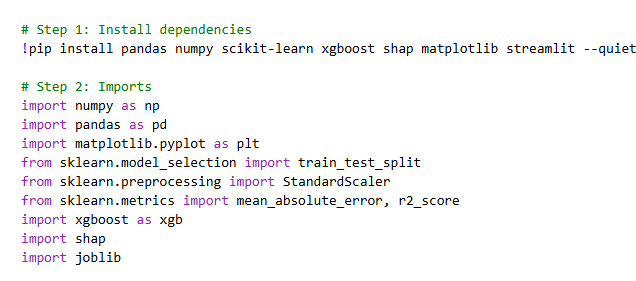 # Step 1: Install dependencies
!pip install pandas numpy scikit-learn xgboost shap matplotlib streamlit --quiet
# Step 2: Imports
import numpy as np
import pandas as pd
import matplotlib.pyplot as plt
from sklearn.model_selection import train_test_split
from sklearn.preprocessing import StandardScaler
from sklearn.metrics import mean_absolute_error, r2_score
import xgboost as xgb
import shap
import joblib